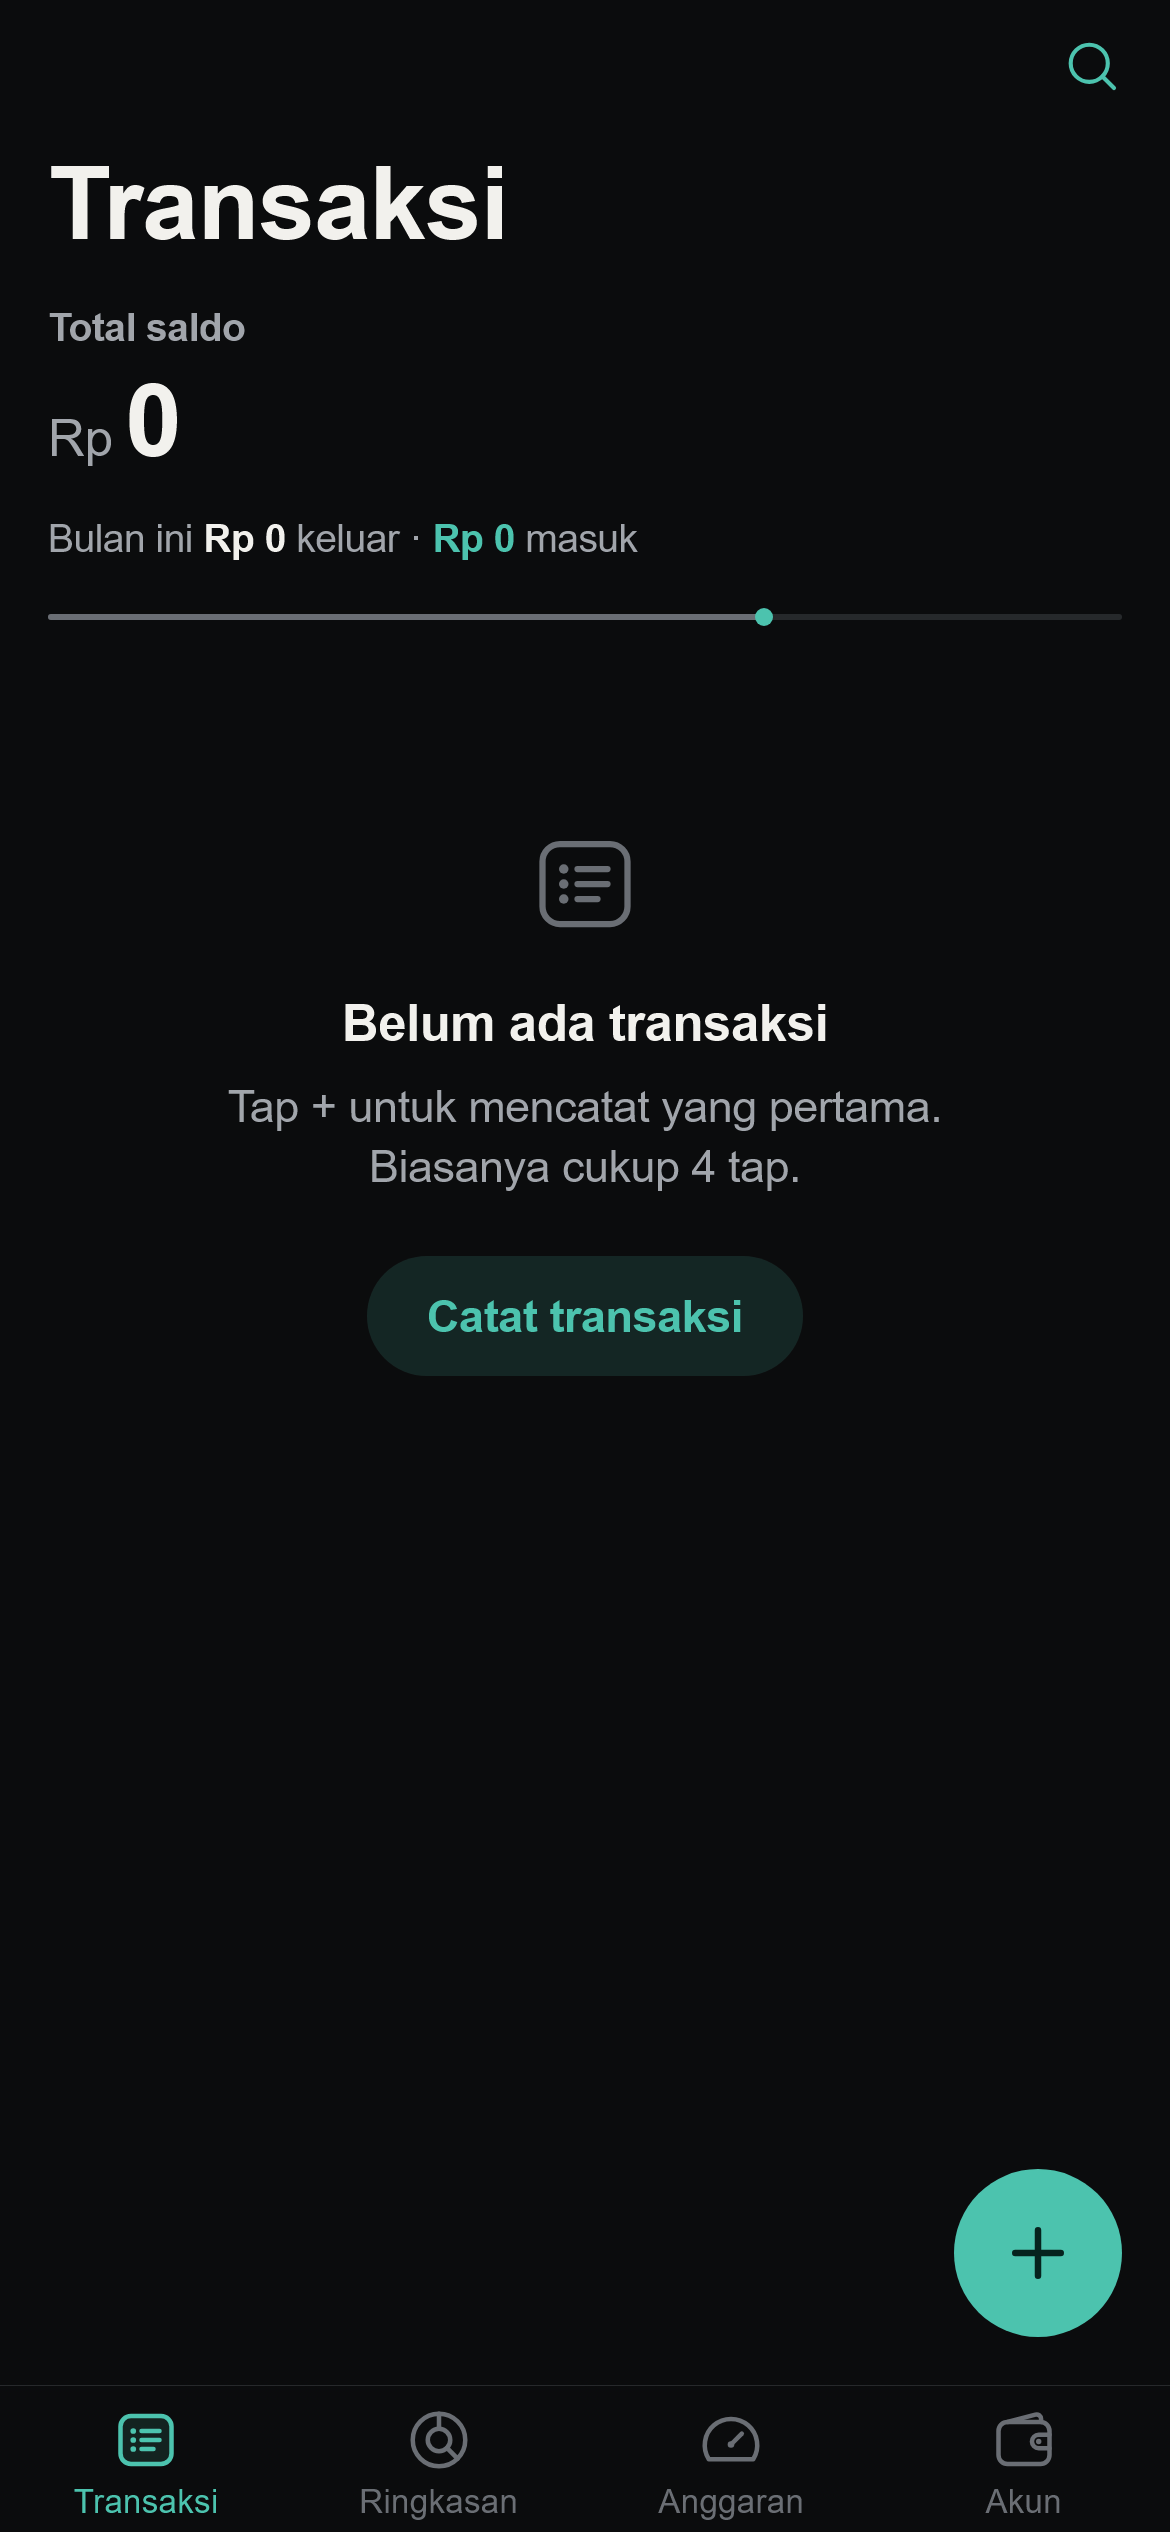 Transaksi
Total saldo
Rp 0
Bulan ini Rp 0 keluar · Rp 0 masuk
Belum ada transaksi
Tap + untuk mencatat yang pertama.
Biasanya cukup 4 tap.
Catat transaksi
Transaksi
Ringkasan
Anggaran
Akun